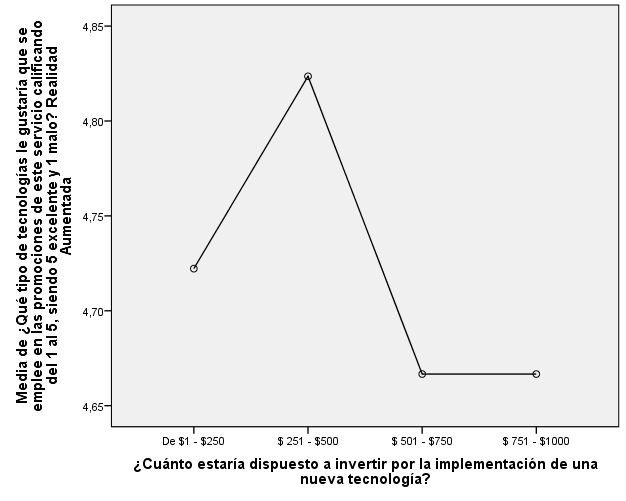 Media de ¿Qué tipo de tecnologías le gustaría que se
emplee en las promociones de este servicio calificando
del 1 al 5, siendo 5 excelente y 1 malo? Realidad
Aumentada
4,85
4,80
4,75
4,70
4,65
De $1 - $250
$ 251 - $500
$ 501 - $750
$ 751 - $1000
¿Cuánto estaría dispuesto a invertir por la implementación de una
nueva tecnología?